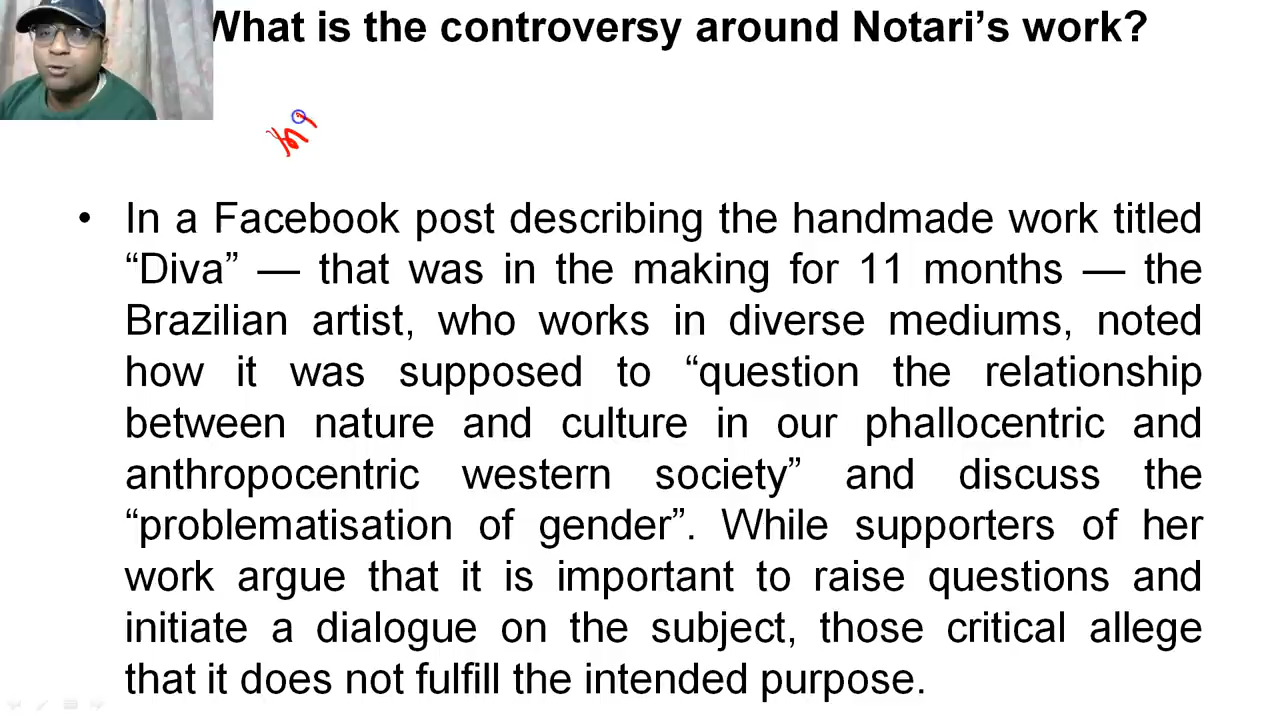 What is the controversy around Notari’s work?
• In a Facebook post describing the handmade work titled
“Diva” — that was in the making for 11 months — the
Brazilian artist, who works in diverse mediums, noted
how it was supposed to “question the relationship
between nature and culture in our phallocentric and
anthropocentric western society” and discuss the
“problematisation of gender”. While supporters of her
work argue that it is important to raise questions and
initiate a dialogue on the subject, those critical allege
that it does not fulfill the intended purpose.